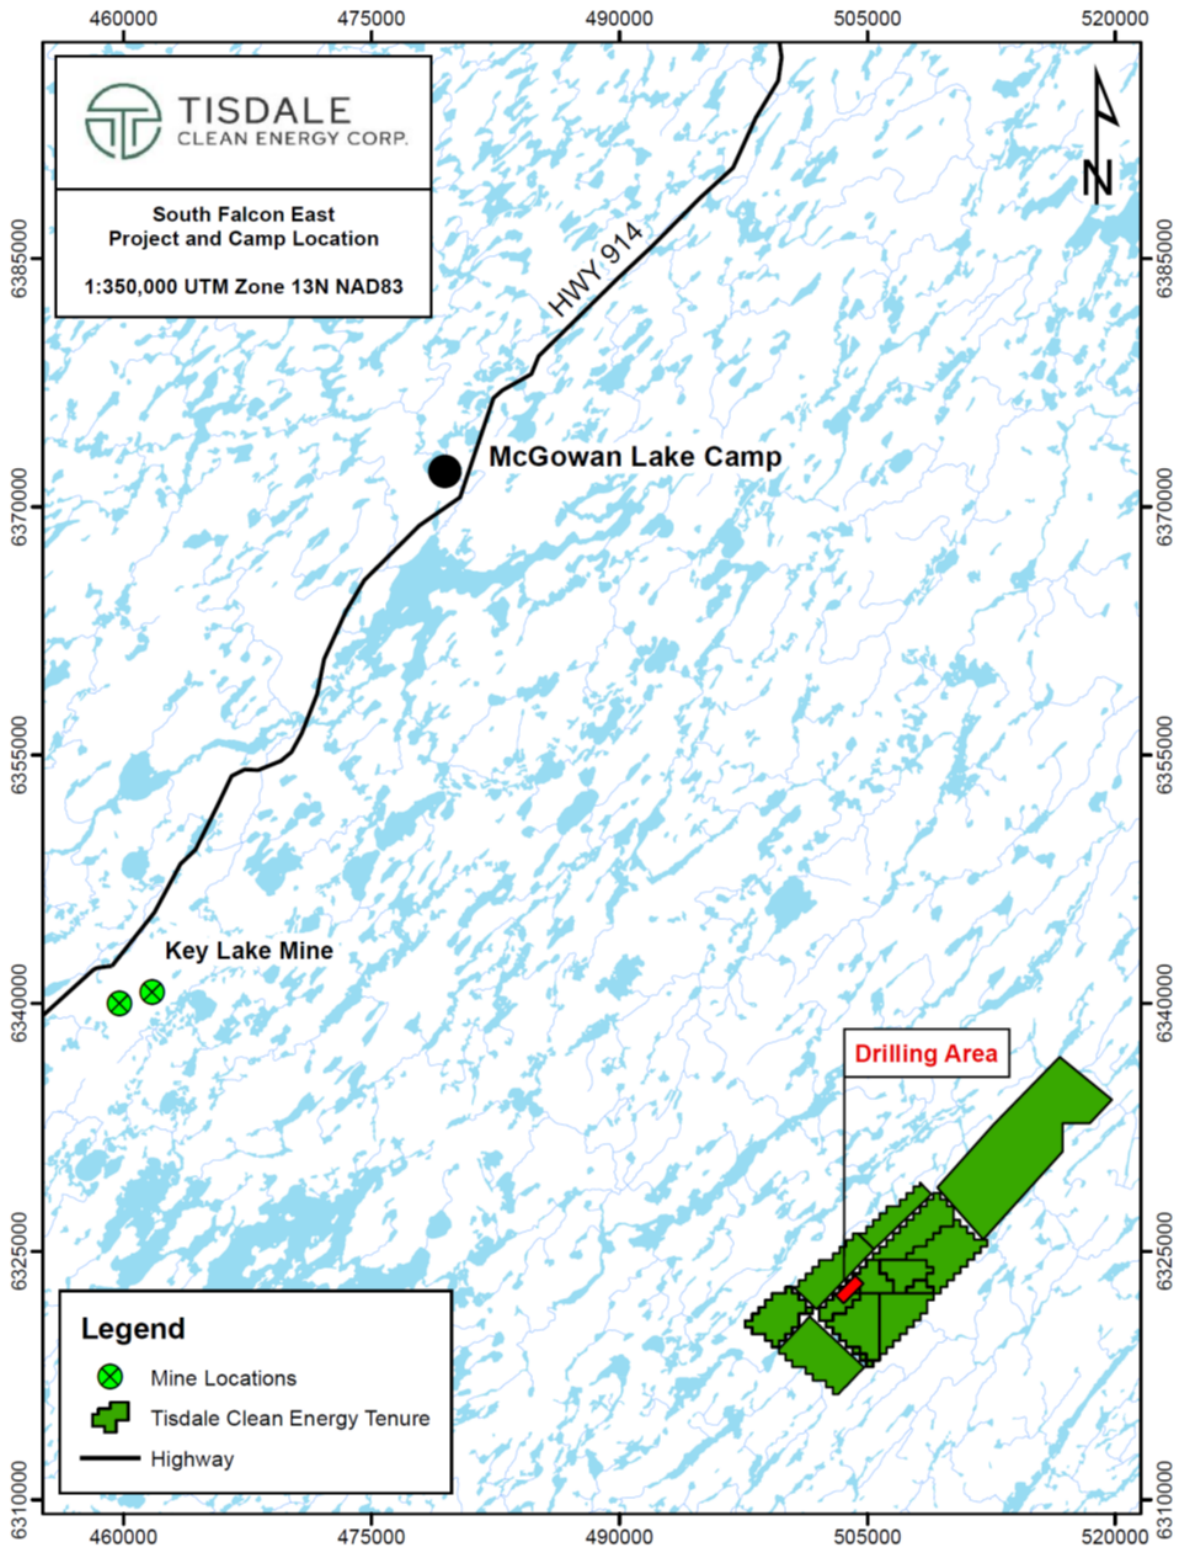 460000
475000
490000
505000
520000
TISDALE
CLEAN ENERGY CORP.
South Falcon East
Project and Camp Location
1:350,000 UTM Zone 13N NAD83
N
HWY 914
6385000
6385000
McGowan Lake Camp
6370000
6370000
6355000
6355000
Key Lake Mine
6340000
6340000
Drilling Area
6325000
6325000
Legend
Mine Locations
Tisdale Clean Energy Tenure
Highway
6310000
6310000
460000
475000
490000
505000
520000